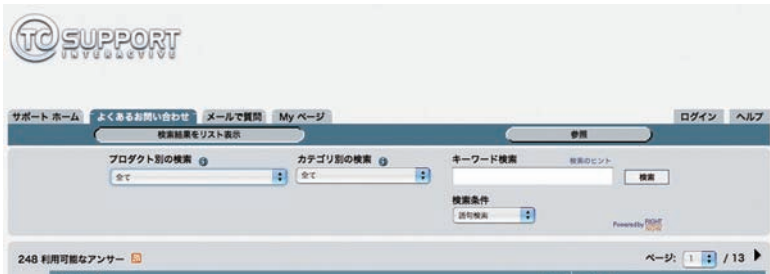 TC SUPPORT
INTERACTIVE
サポート ホーム よくあるお問い合わせ メールで質問 My ページ ログイン ヘルプ
検索結果をリスト表示 参照
プロダクト別の検索 カテゴリ別の検索 キーワード検索 検索のヒント
全て 全て 検索
検索条件
語句検索
Powered by RIGHT NOW
248 利用可能なアンサー ページ: 1 / 13